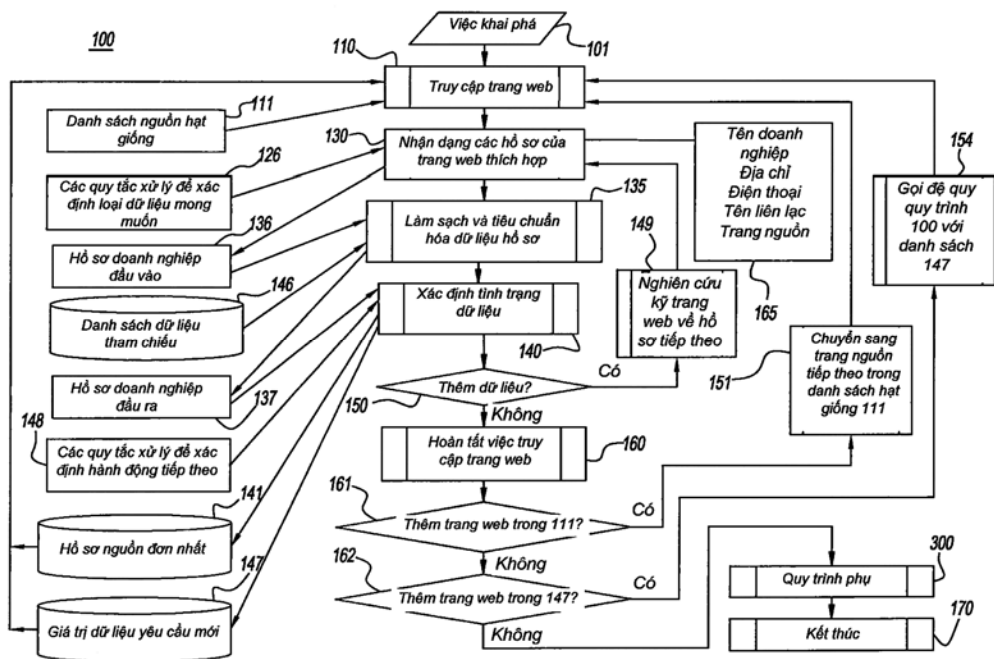 100
Việc khai phá
101
110
Truy cập trang web
111
Danh sách nguồn hạt
giống
130
Nhận dạng các hồ sơ của
trang web thích hợp
Tên doanh
nghiệp
Địa chỉ
Điện thoại
Tên liên lạc
Trang nguồn
165
154
Gọi đệ quy
quy trình
100 với
danh sách
147
126
Các quy tắc xử lý để xác
định loại dữ liệu mong
muốn
135
Làm sạch và tiêu chuẩn
hóa dữ liệu hồ sơ
136
Hồ sơ doanh nghiệp
đầu vào
149
Nghiên cứu
kỹ trang
web về hồ
sơ tiếp theo
146
Danh sách dữ liệu
tham chiếu
Xác định tình trạng
dữ liệu
140
151
Chuyển sang
trang nguồn
tiếp theo trong
danh sách hạt
giống 111
Hồ sơ doanh nghiệp
đầu ra
137
Thêm dữ liệu?
150
Có
Không
148
Các quy tắc xử lý để xác
định hành động tiếp theo
Hoàn tất việc truy
cập trang web
160
141
Hồ sơ nguồn đơn nhất
161
Thêm trang web trong 111?
Có
Không
147
Giá trị dữ liệu yêu cầu mới
162
Thêm trang web trong 147?
Có
Không
300
Quy trình phụ
170
Kết thúc